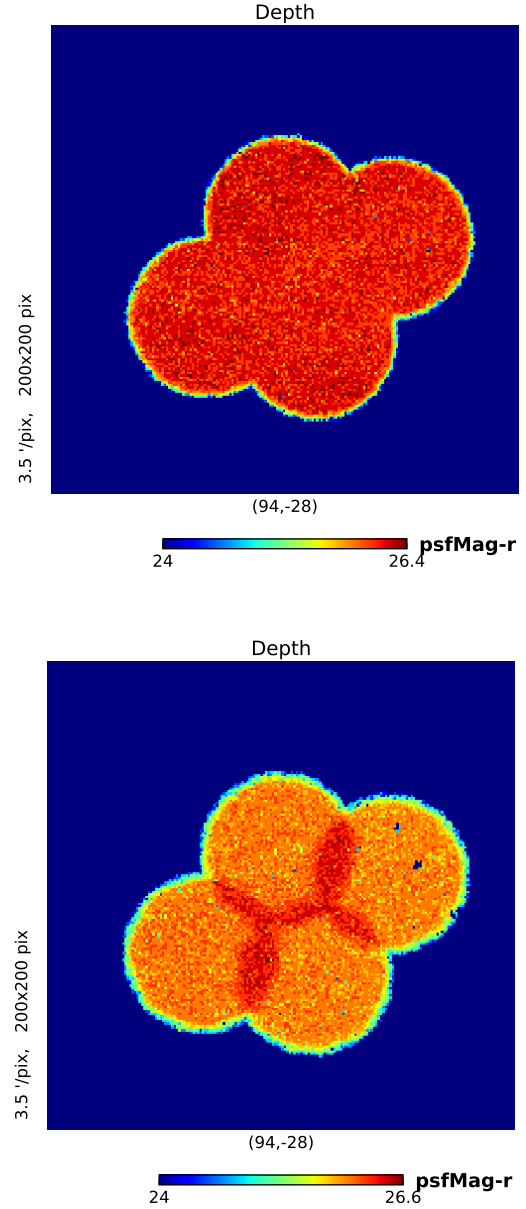 Depth
3.5 '/pix, 200x200 pix
(94,-28)
psfMag-r
24
26.4
Depth
3.5 '/pix, 200x200 pix
(94,-28)
psfMag-r
24
26.6